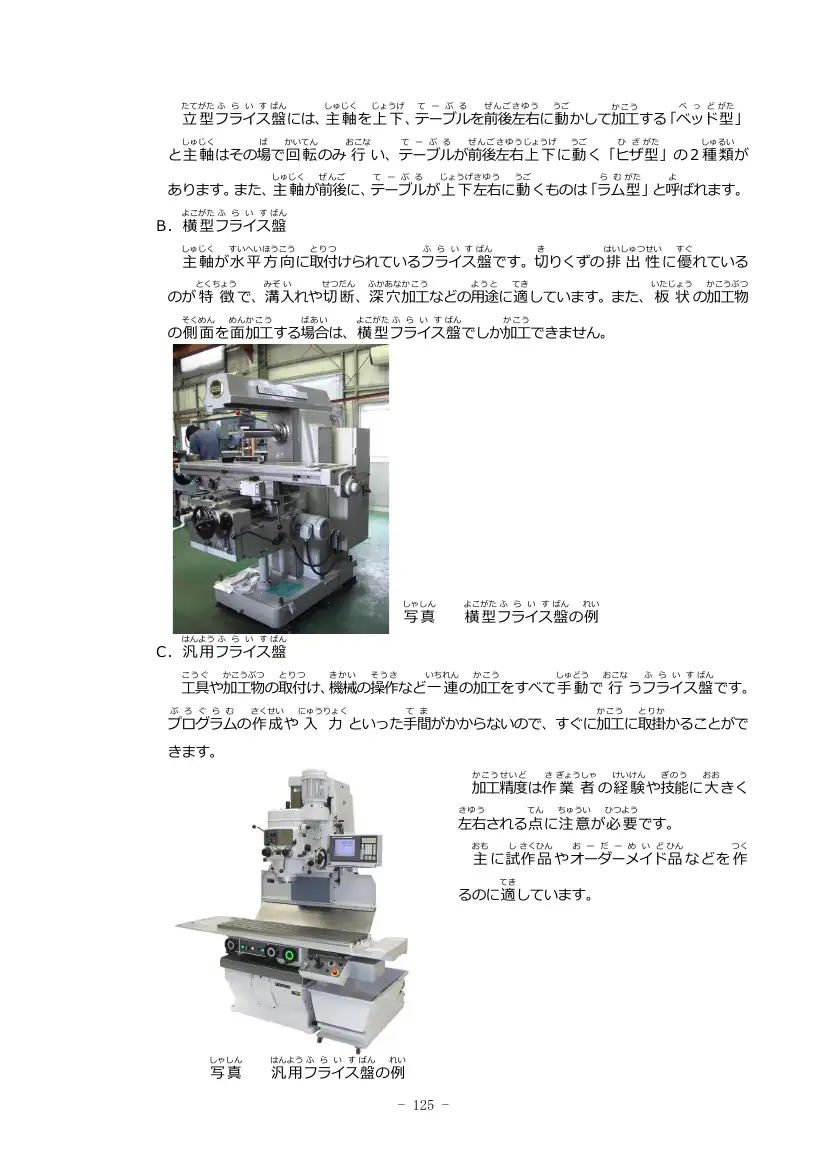 立型フライス盤には、主軸を上下、テーブルを前後左右に動かして加工する「ベッド型」
と主軸はその場で回転のみ行い、テーブルが前後左右上下に動く「ヒザ型」の２種類が
あります。また、主軸が前後に、テーブルが上下左右に動くものは「ラム型」と呼ばれます。
B．横型フライス盤
主軸が水平方向に取付けられているフライス盤です。切りくずの排出性に優れている
のが特徴で、溝入れや切断、深穴加工などの用途に適しています。また、板状の加工物
の側面を面加工する場合は、横型フライス盤でしか加工できません。
写真　横型フライス盤の例
C．汎用フライス盤
工具や加工物の取付け、機械の操作など一連の加工をすべて手動で行うフライス盤です。
プログラムの作成や入力といった手間がかからないので、すぐに加工に取掛かることがで
きます。
加工精度は作業者の経験や技能に大きく
左右される点に注意が必要です。
主に試作品やオーダーメイド品などを作
るのに適しています。
写真　汎用フライス盤の例
- 125 -